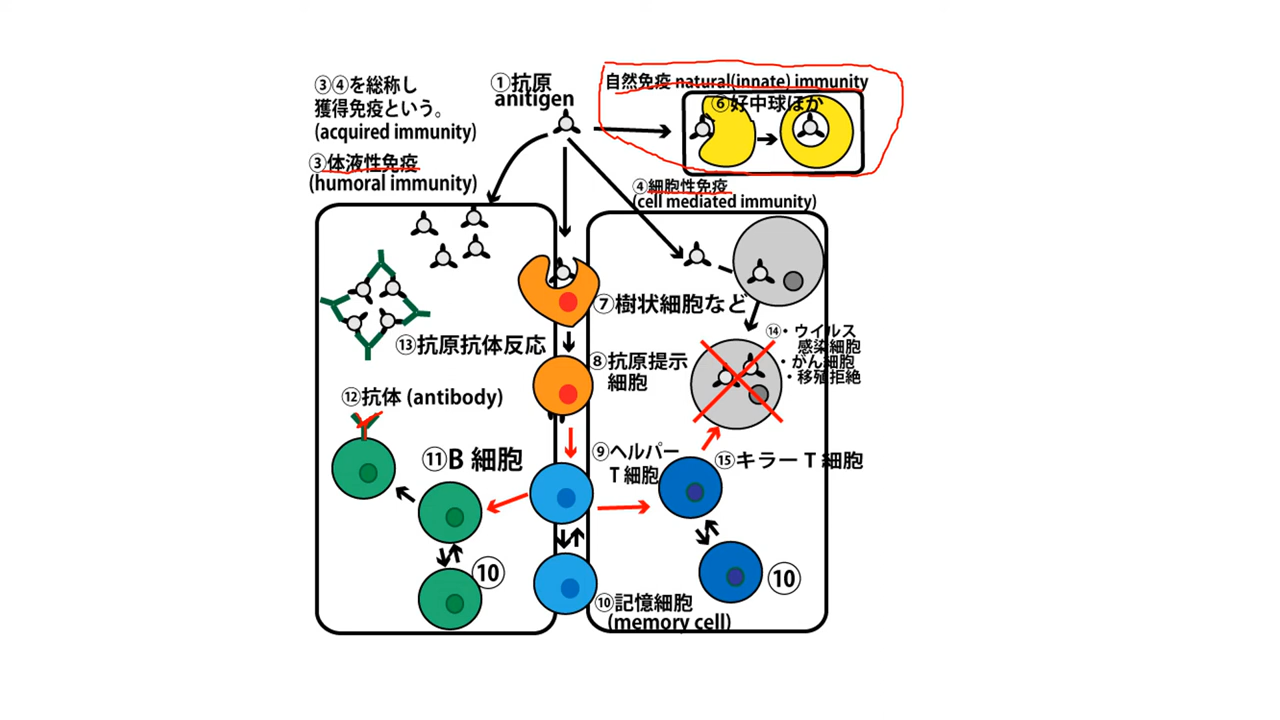 ③④を総称し
獲得免疫という。
(acquired immunity)
①抗原
anitigen
自然免疫 natural(innate) immunity
⑥好中球ほか
③体液性免疫
(humoral immunity)
④細胞性免疫
(cell mediated immunity)
⑦樹状細胞など
⑬抗原抗体反応
⑧抗原提示
細胞
⑭・ウイルス
感染細胞
・がん細胞
・移殖拒絶
⑫抗体 (antibody)
⑪B 細胞
⑨ヘルパー
T 細胞
⑮キラー T 細胞
⑩
⑩
⑩記憶細胞
(memory cell)